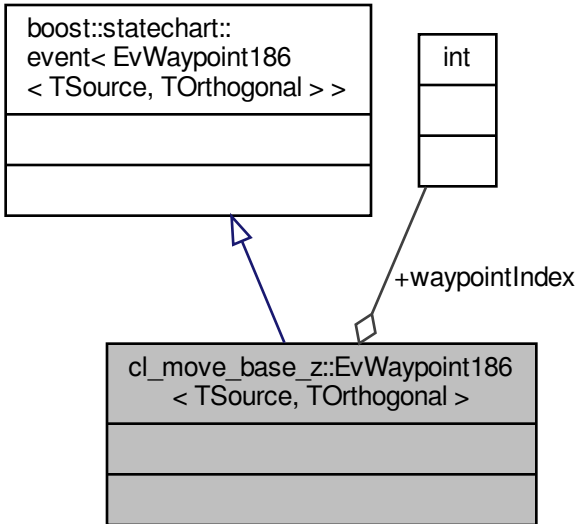 boost::statechart::
event< EvWaypoint186
< TSource, TOrthogonal > >
int
+waypointIndex
cl_move_base_z::EvWaypoint186
< TSource, TOrthogonal >